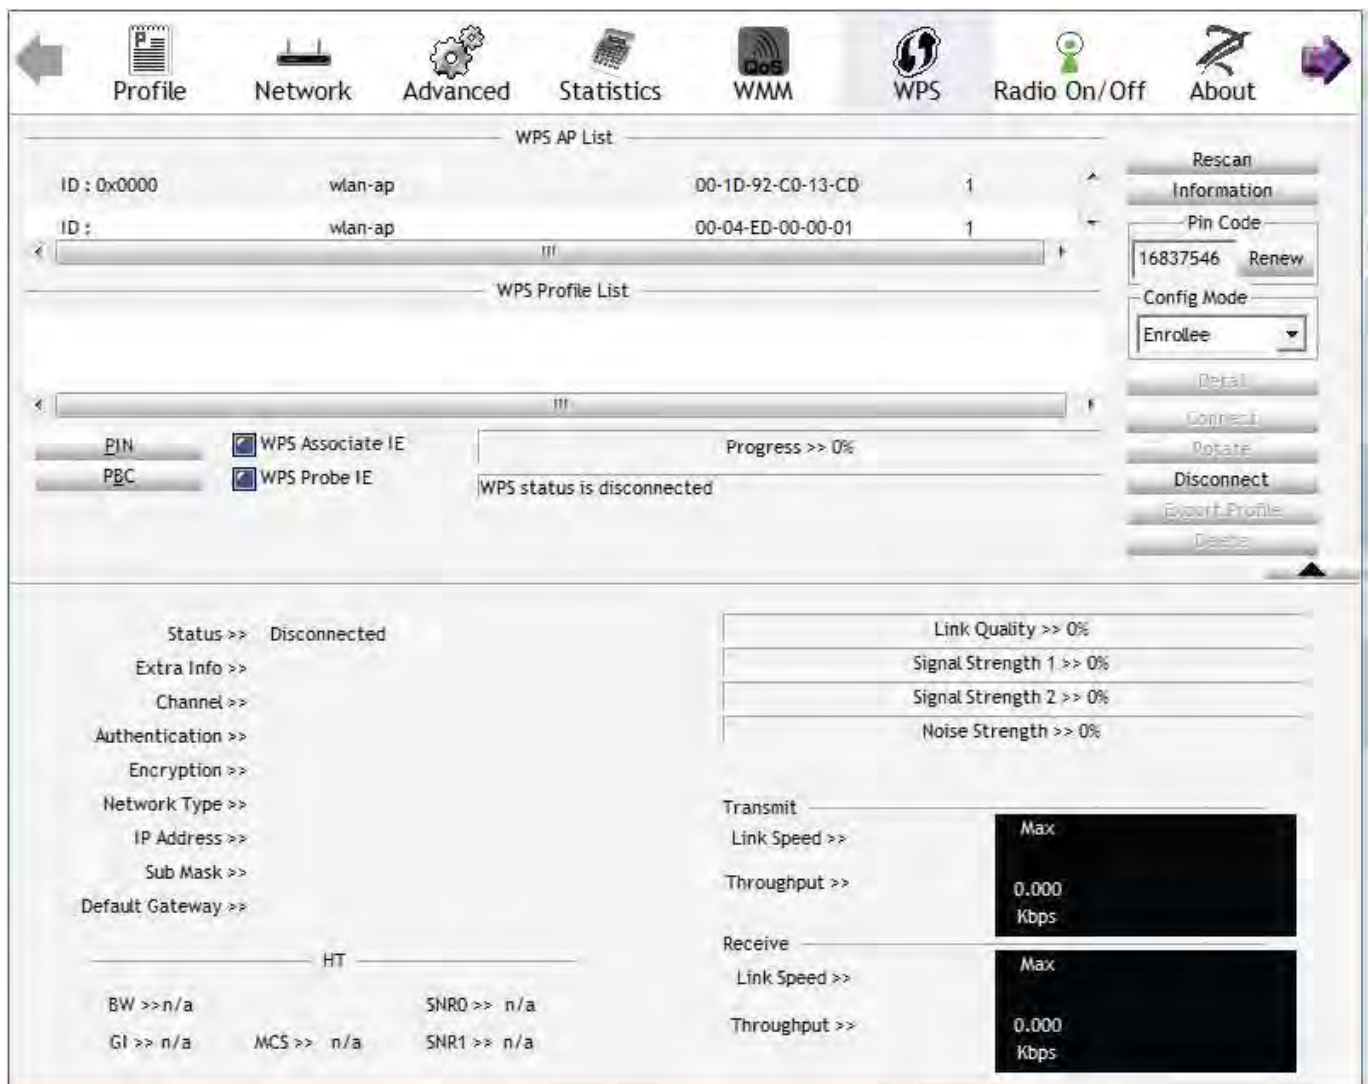 Profile Network Advanced Statistics QoS WMM WPS Radio On/Off About
WPS AP List
ID : 0x0000 wlan-ap 00-1D-92-C0-13-CD 1
ID : wlan-ap 00-04-ED-00-00-01 1
WPS Profile List
Rescan
Information
Pin Code
16837546 Renew
Config Mode
Enrollee
Detail
Connect
Rotate
Disconnect
Export Profile
Delete
PIN WPS Associate IE Progress >> 0%
PBC WPS Probe IE WPS status is disconnected
Status >> Disconnected
Extra Info >>
Channel >>
Authentication >>
Encryption >>
Network Type >>
IP Address >>
Sub Mask >>
Default Gateway >>
HT
BW >> n/a SNR0 >> n/a
GI >> n/a MCS >> n/a SNR1 >> n/a
Link Quality >> 0%
Signal Strength 1 >> 0%
Signal Strength 2 >> 0%
Noise Strength >> 0%
Transmit
Link Speed >> Max
Throughput >> 0.000
Kbps
Receive
Link Speed >> Max
Throughput >> 0.000
Kbps